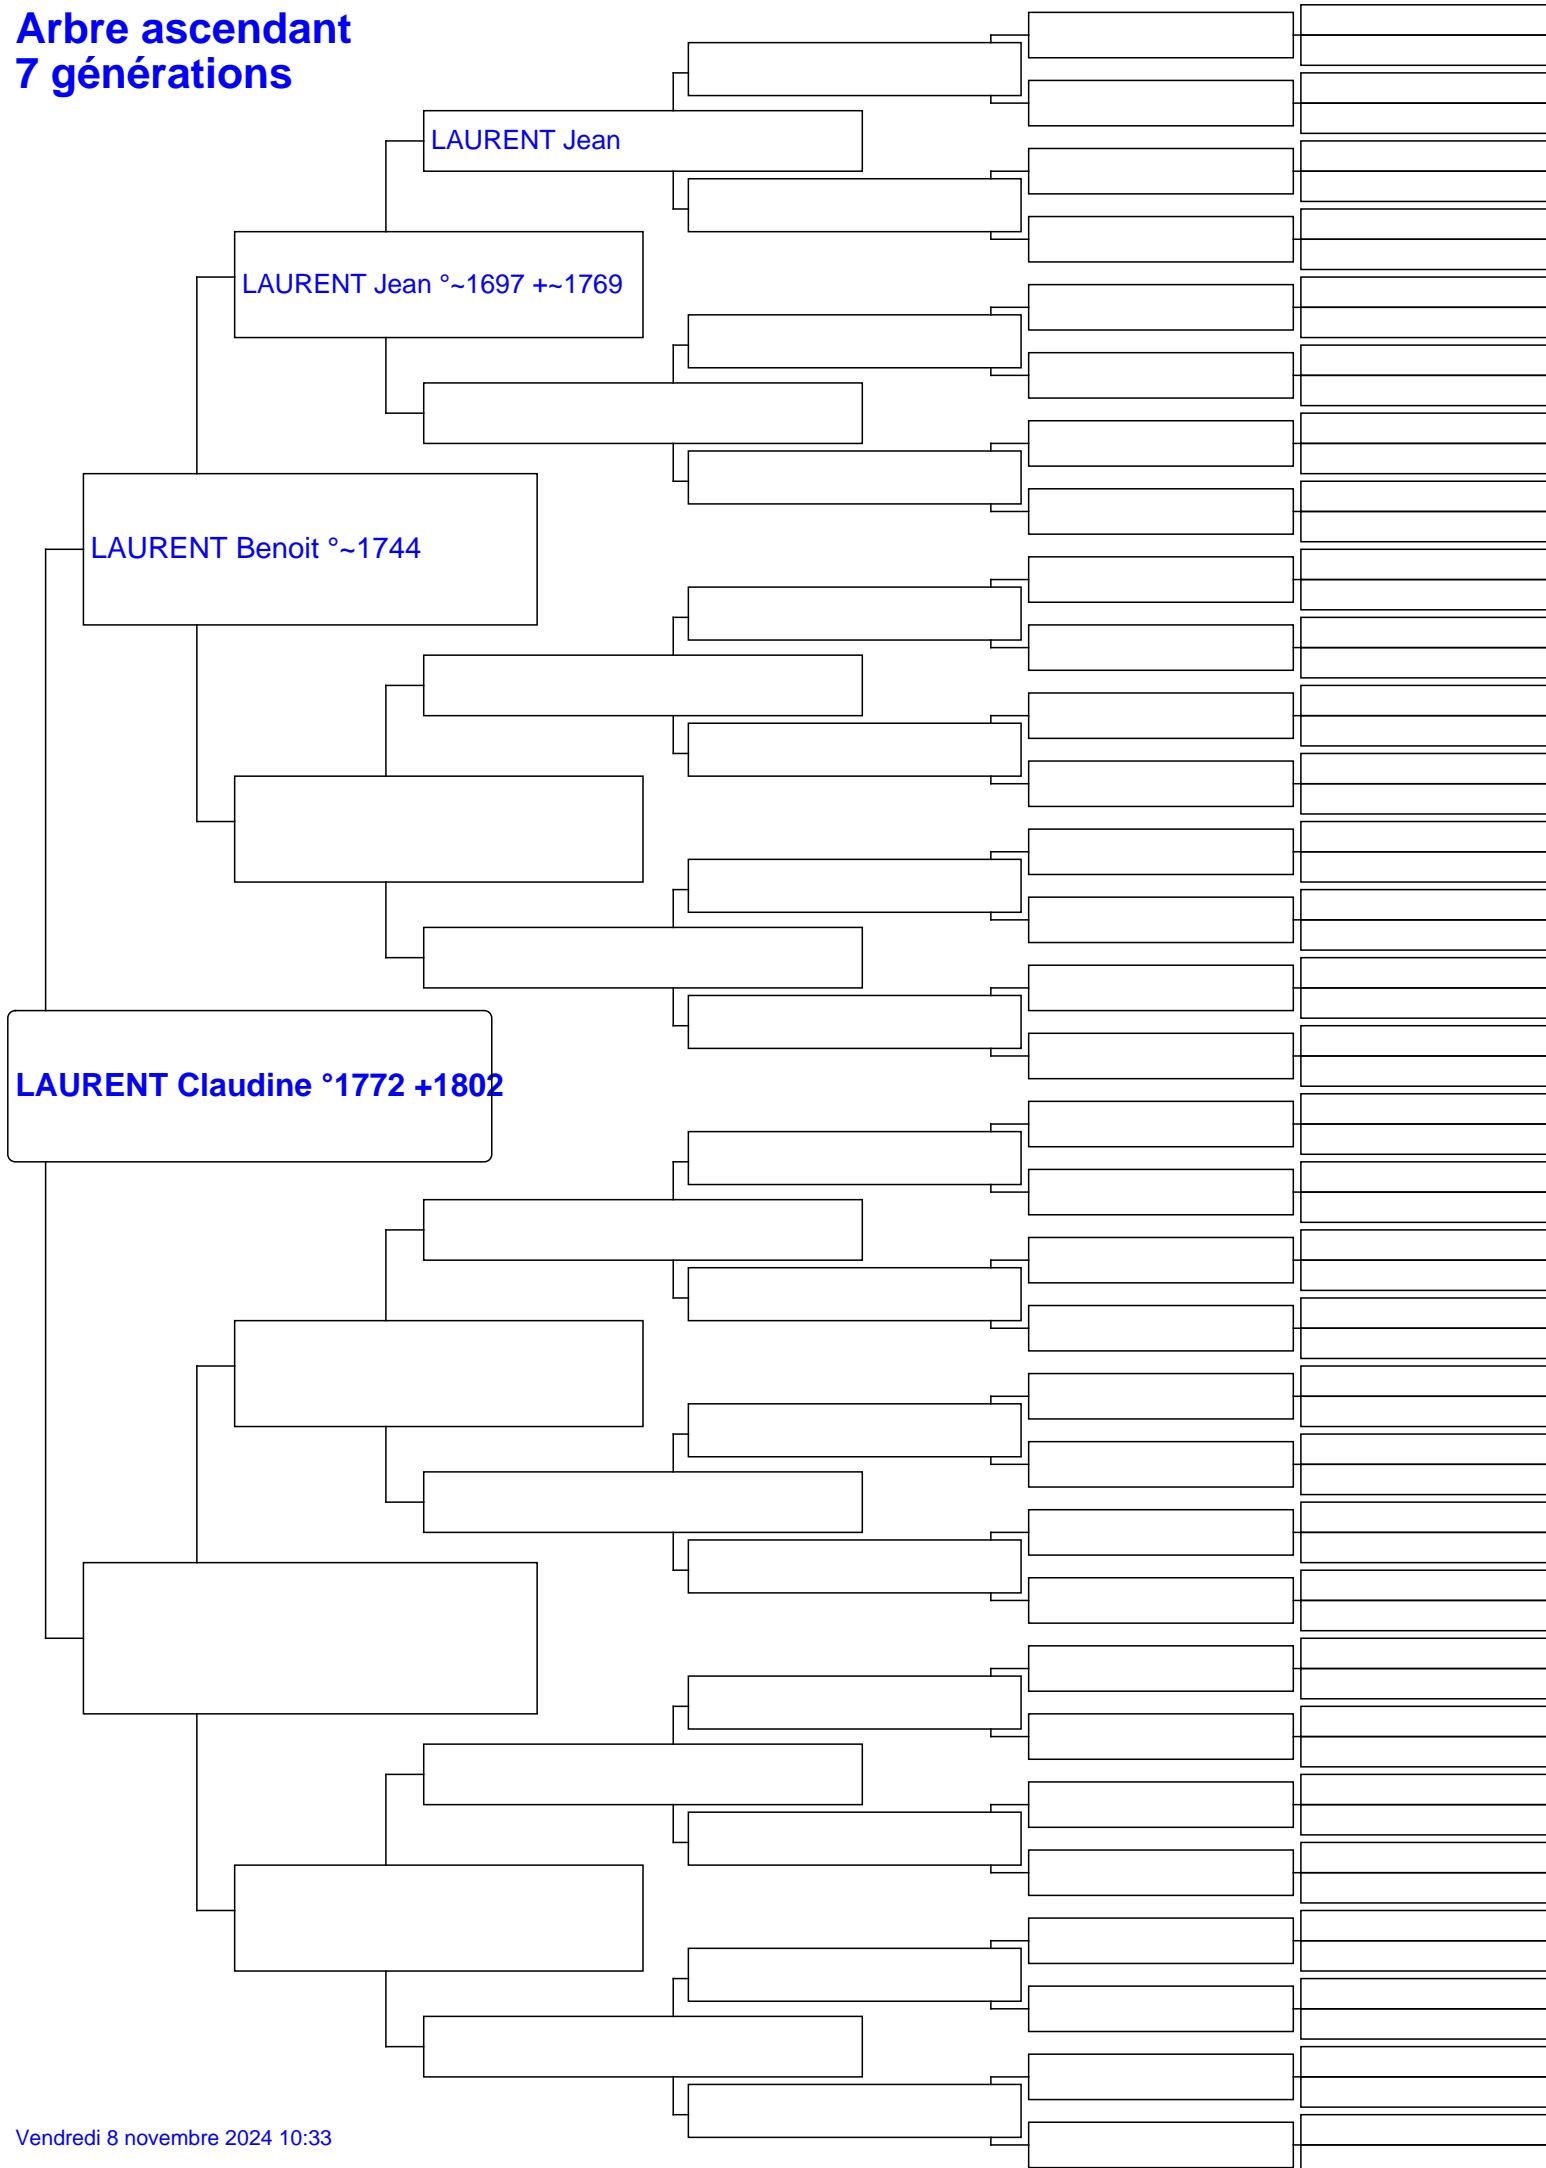 Arbre ascendant
7 générations
LAURENT Jean
LAURENT Jean °~1697 +~1769
LAURENT Benoit °~1744
LAURENT Claudine °1772 +1802
Vendredi 8 novembre 2024 10:33